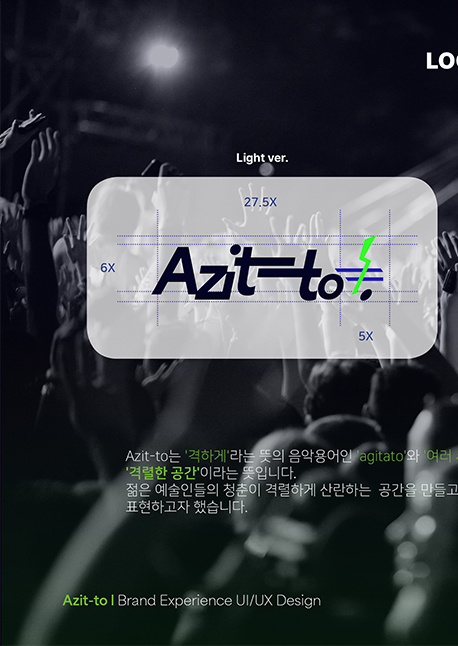 LO
Light ver.
27.5X
6X
Azit-to
5X
Azit-to는 '격하게'라는 뜻의 음악용어인 'agitato'와 '여러
'격렬한 공간'이라는 뜻입니다.
젊은 예술인들의 청춘이 격렬하게 산란하는 공간을 만들고
표현하고자 했습니다.
Azit-to | Brand Experience UI/UX Design